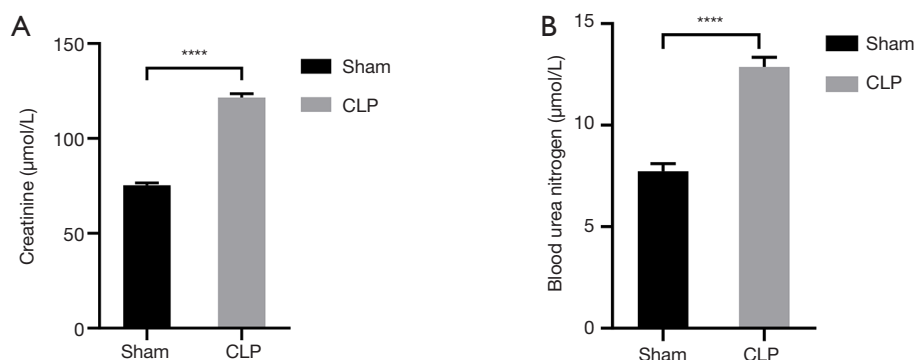 A
150
100
50
0
Creatinine (μmol/L)
****
Sham
CLP
Sham
CLP
B
15
10
5
0
Blood urea nitrogen (μmol/L)
****
Sham
CLP
Sham
CLP